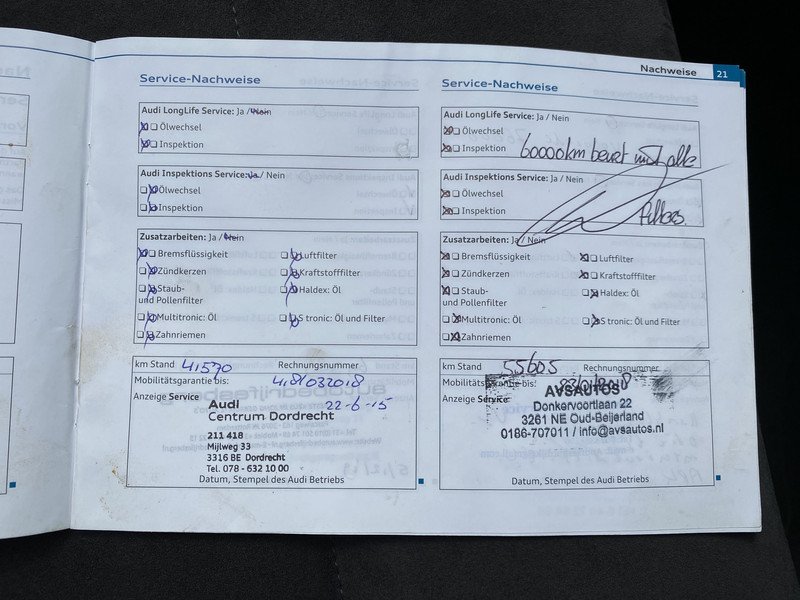 Nachweise 21
Service-Nachweise
Audi LongLife Service: Ja / Nein
Ölwechsel
Inspektion
Audi Inspektions Service: Ja / Nein
Ölwechsel
Inspektion
Zusatzarbeiten: Ja / Nein
Bremsflüssigkeit Luftfilter
Zündkerzen Kraftstofffilter
Staub- Haldex: Öl
und Pollenfilter
Multitronic: Öl S tronic: Öl und Filter
Zahnriemen
km Stand 41570 Rechnungsnummer
Mobilitätsgarantie bis: 418/032018
Anzeige Service: 22-6-15
Audi
Centrum Dordrecht
211 418
Mijlweg 33
3316 BE Dordrecht
Tel. 078 - 632 10 00
Datum, Stempel des Audi Betriebs
Service-Nachweise
Audi LongLife Service: Ja / Nein
Ölwechsel
Inspektion 60000km beurt
Audi Inspektions Service: Ja / Nein
Ölwechsel
Inspektion
Zusatzarbeiten: Ja / Nein
Bremsflüssigkeit Luftfilter
Zündkerzen Kraftstofffilter
Staub- Haldex: Öl
und Pollenfilter
Multitronic: Öl S tronic: Öl und Filter
Zahnriemen
km Stand 55605 Rechnungsnummer
Mobilitätsgarantie bis:
Anzeige Service: AVSAUTOS
Donkervoortlaan 22
3261 NE Oud-Beijerland
0186-707011 / info@avsautos.nl
Datum, Stempel des Audi Betriebs